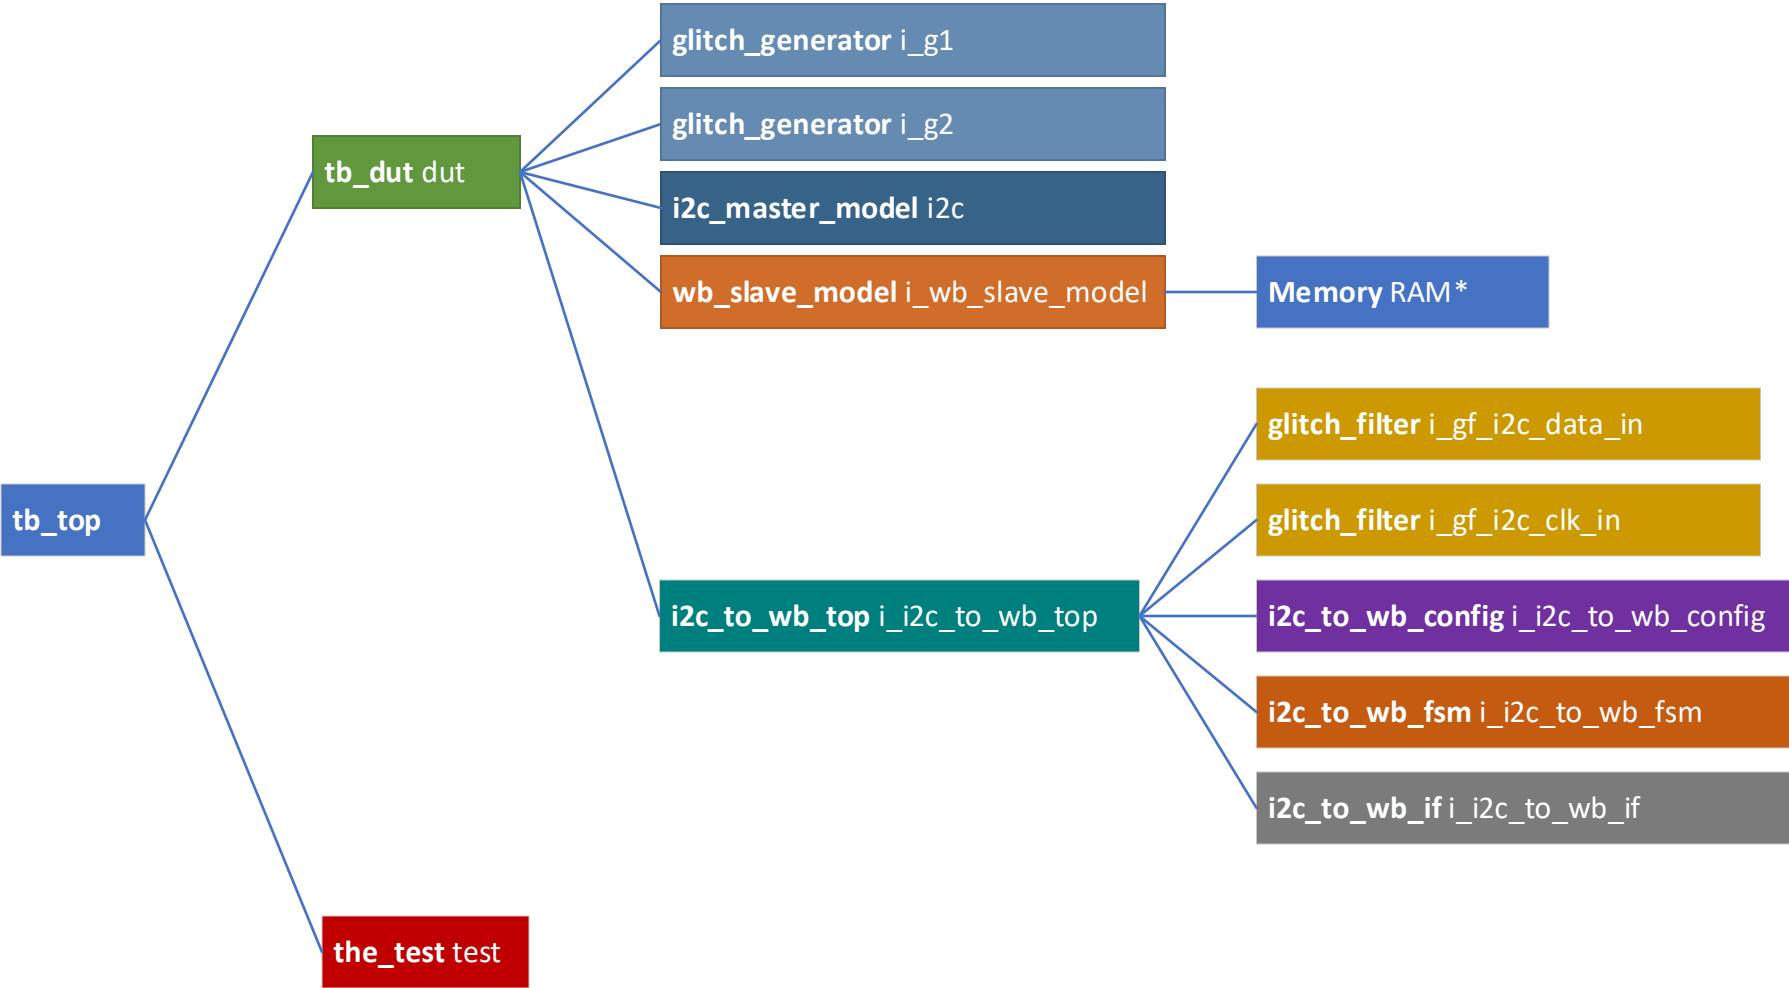 glitch_generator i_g1
glitch_generator i_g2
tb_dut dut
i2c_master_model i2c
wb_slave_model i_wb_slave_model
Memory RAM*
glitch_filter i_gf_i2c_data_in
tb_top
glitch_filter i_gf_i2c_clk_in
i2c_to_wb_top i_i2c_to_wb_top
i2c_to_wb_config i_i2c_to_wb_config
i2c_to_wb_fsm i_i2c_to_wb_fsm
i2c_to_wb_if i_i2c_to_wb_if
the_test test